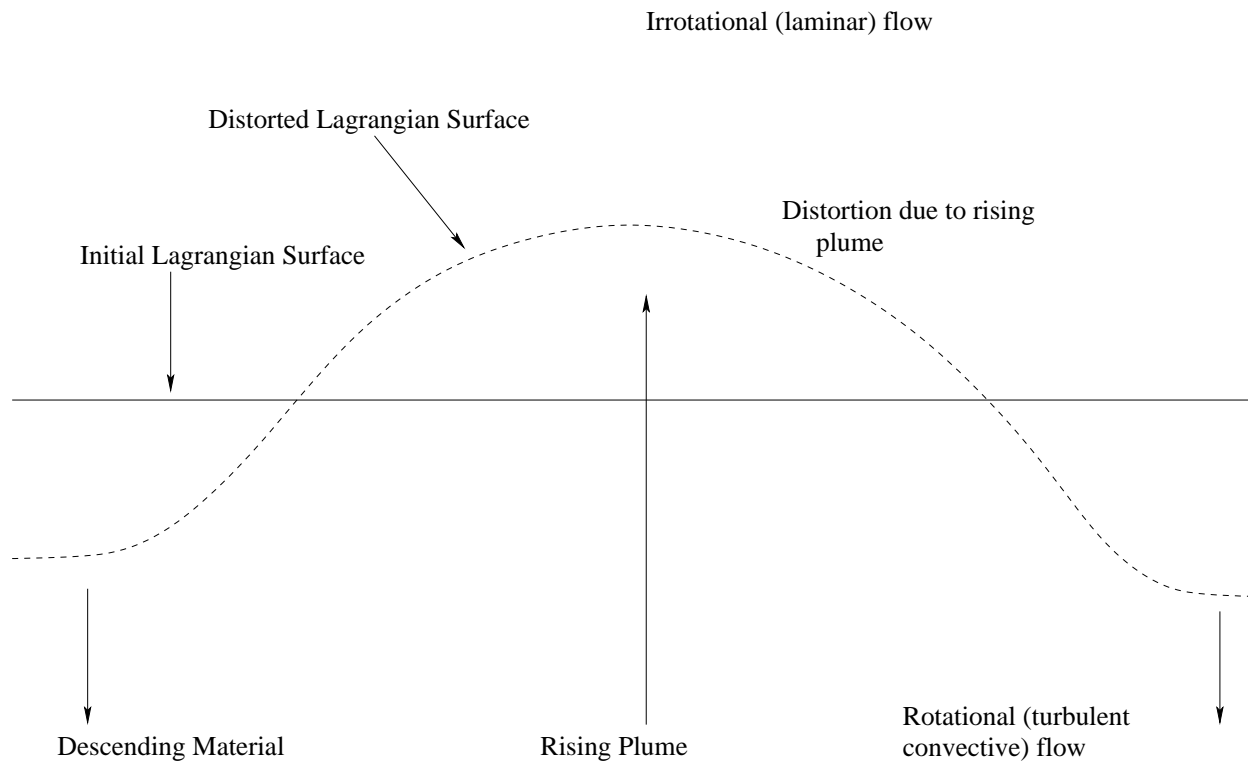 Irrotational (laminar) flow
Distorted Lagrangian Surface
Distortion due to rising
plume
Initial Lagrangian Surface
Descending Material
Rising Plume
Rotational (turbulent
convective) flow